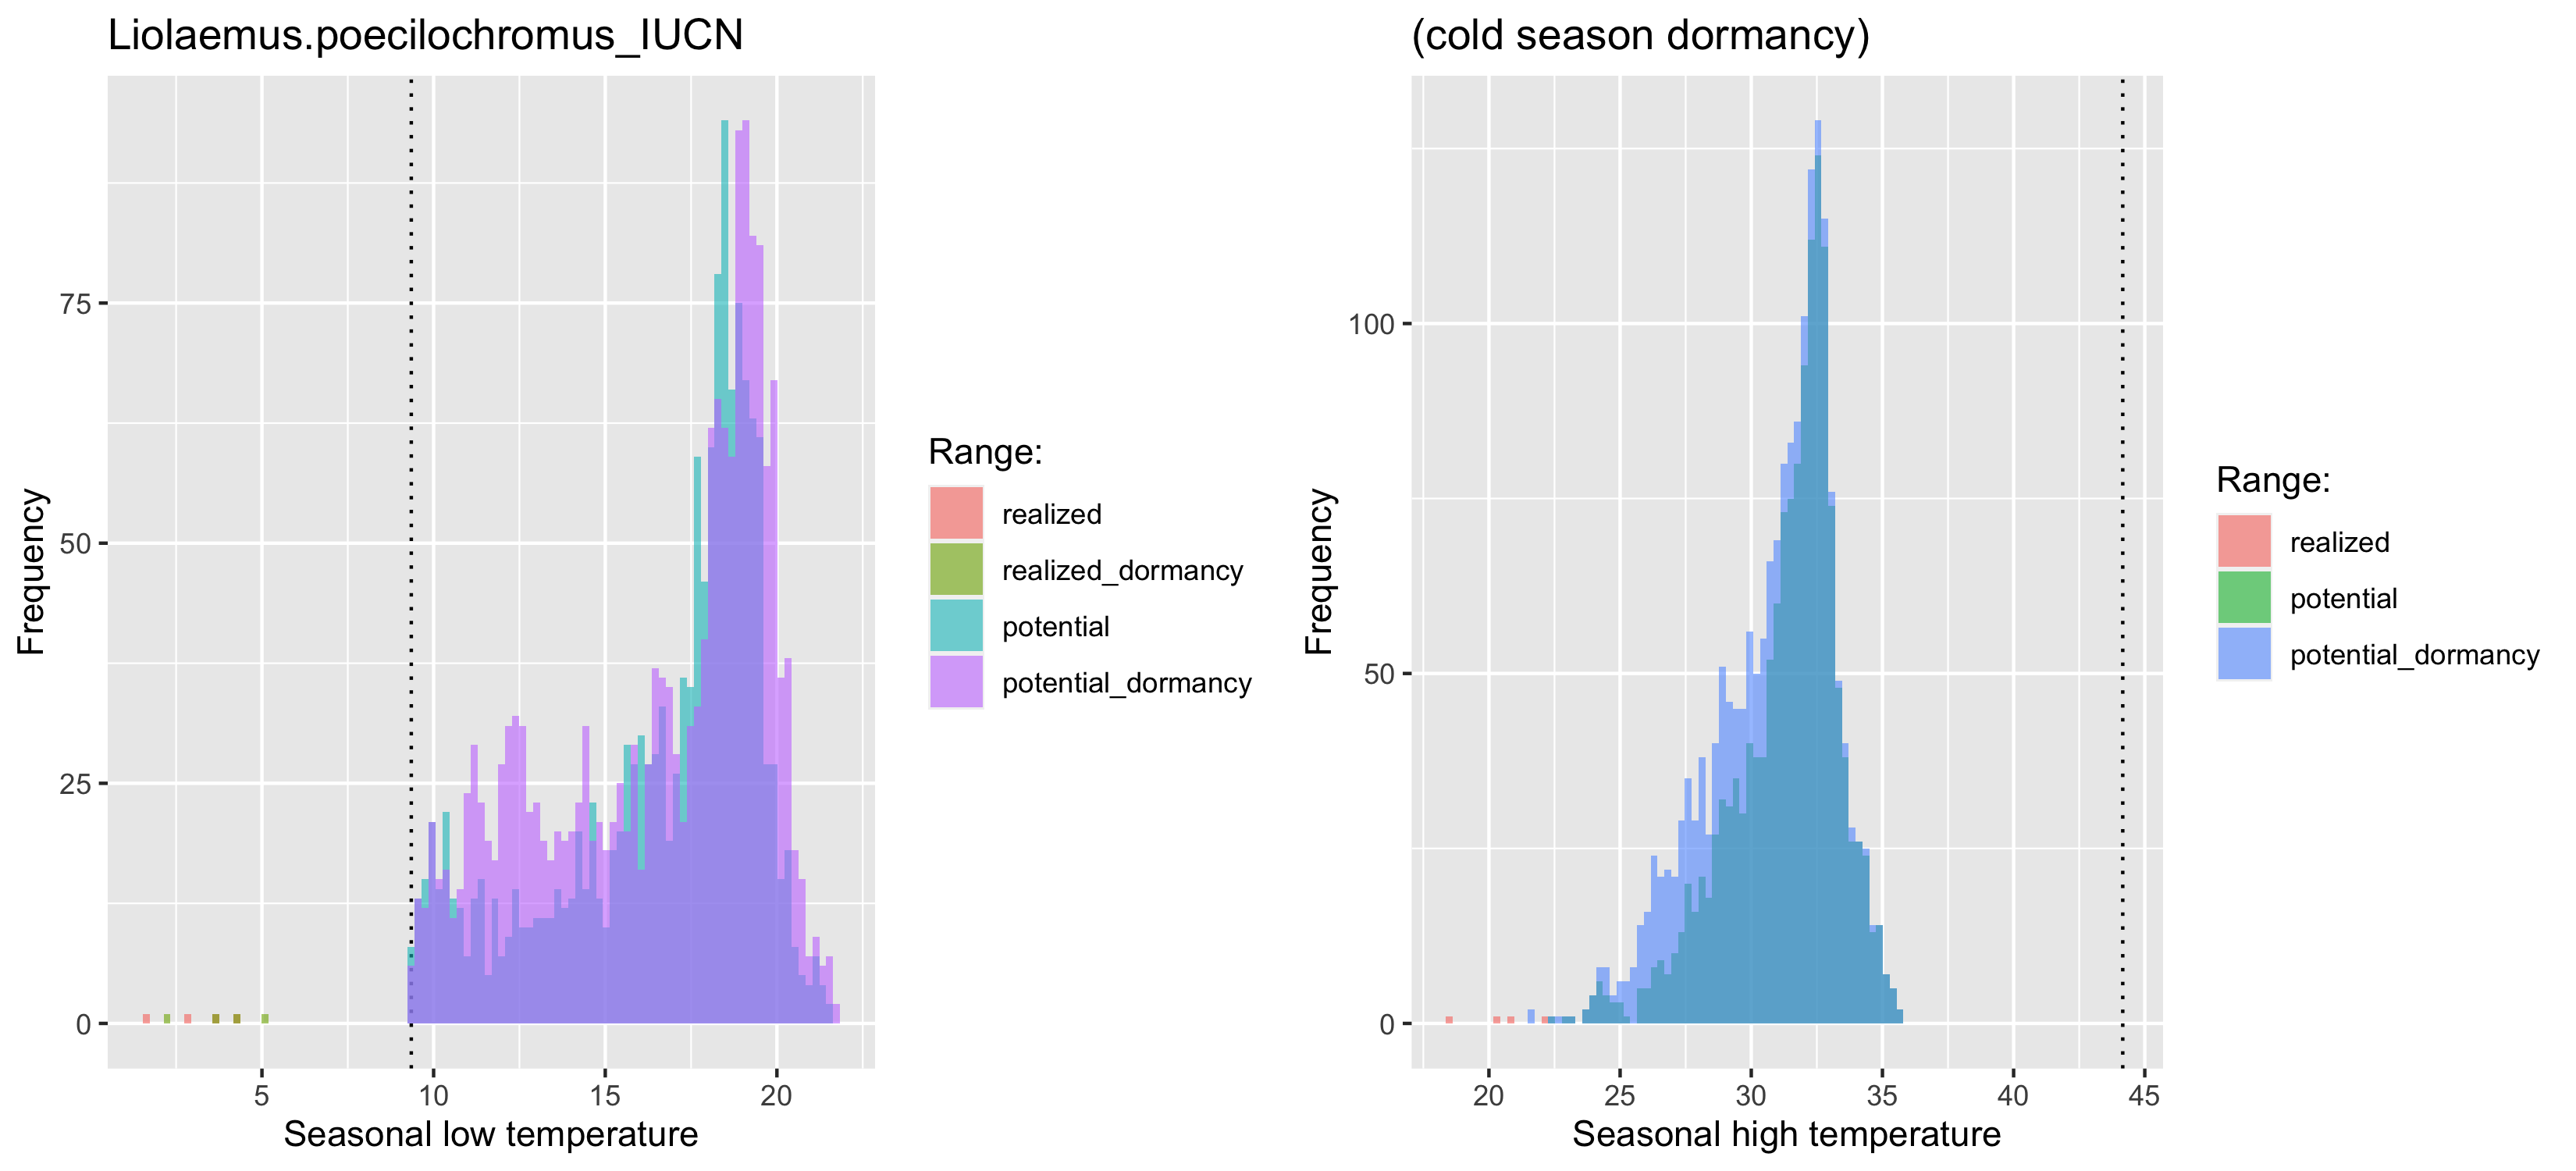 Liolaemus.poecilochromus_IUCN
Frequency
75
50
25
0
5 10 15 20
Seasonal low temperature
Range:
realized
realized_dormancy
potential
potential_dormancy
(cold season dormancy)
Frequency
100
50
0
20 25 30 35 40 45
Seasonal high temperature
Range:
realized
potential
potential_dormancy